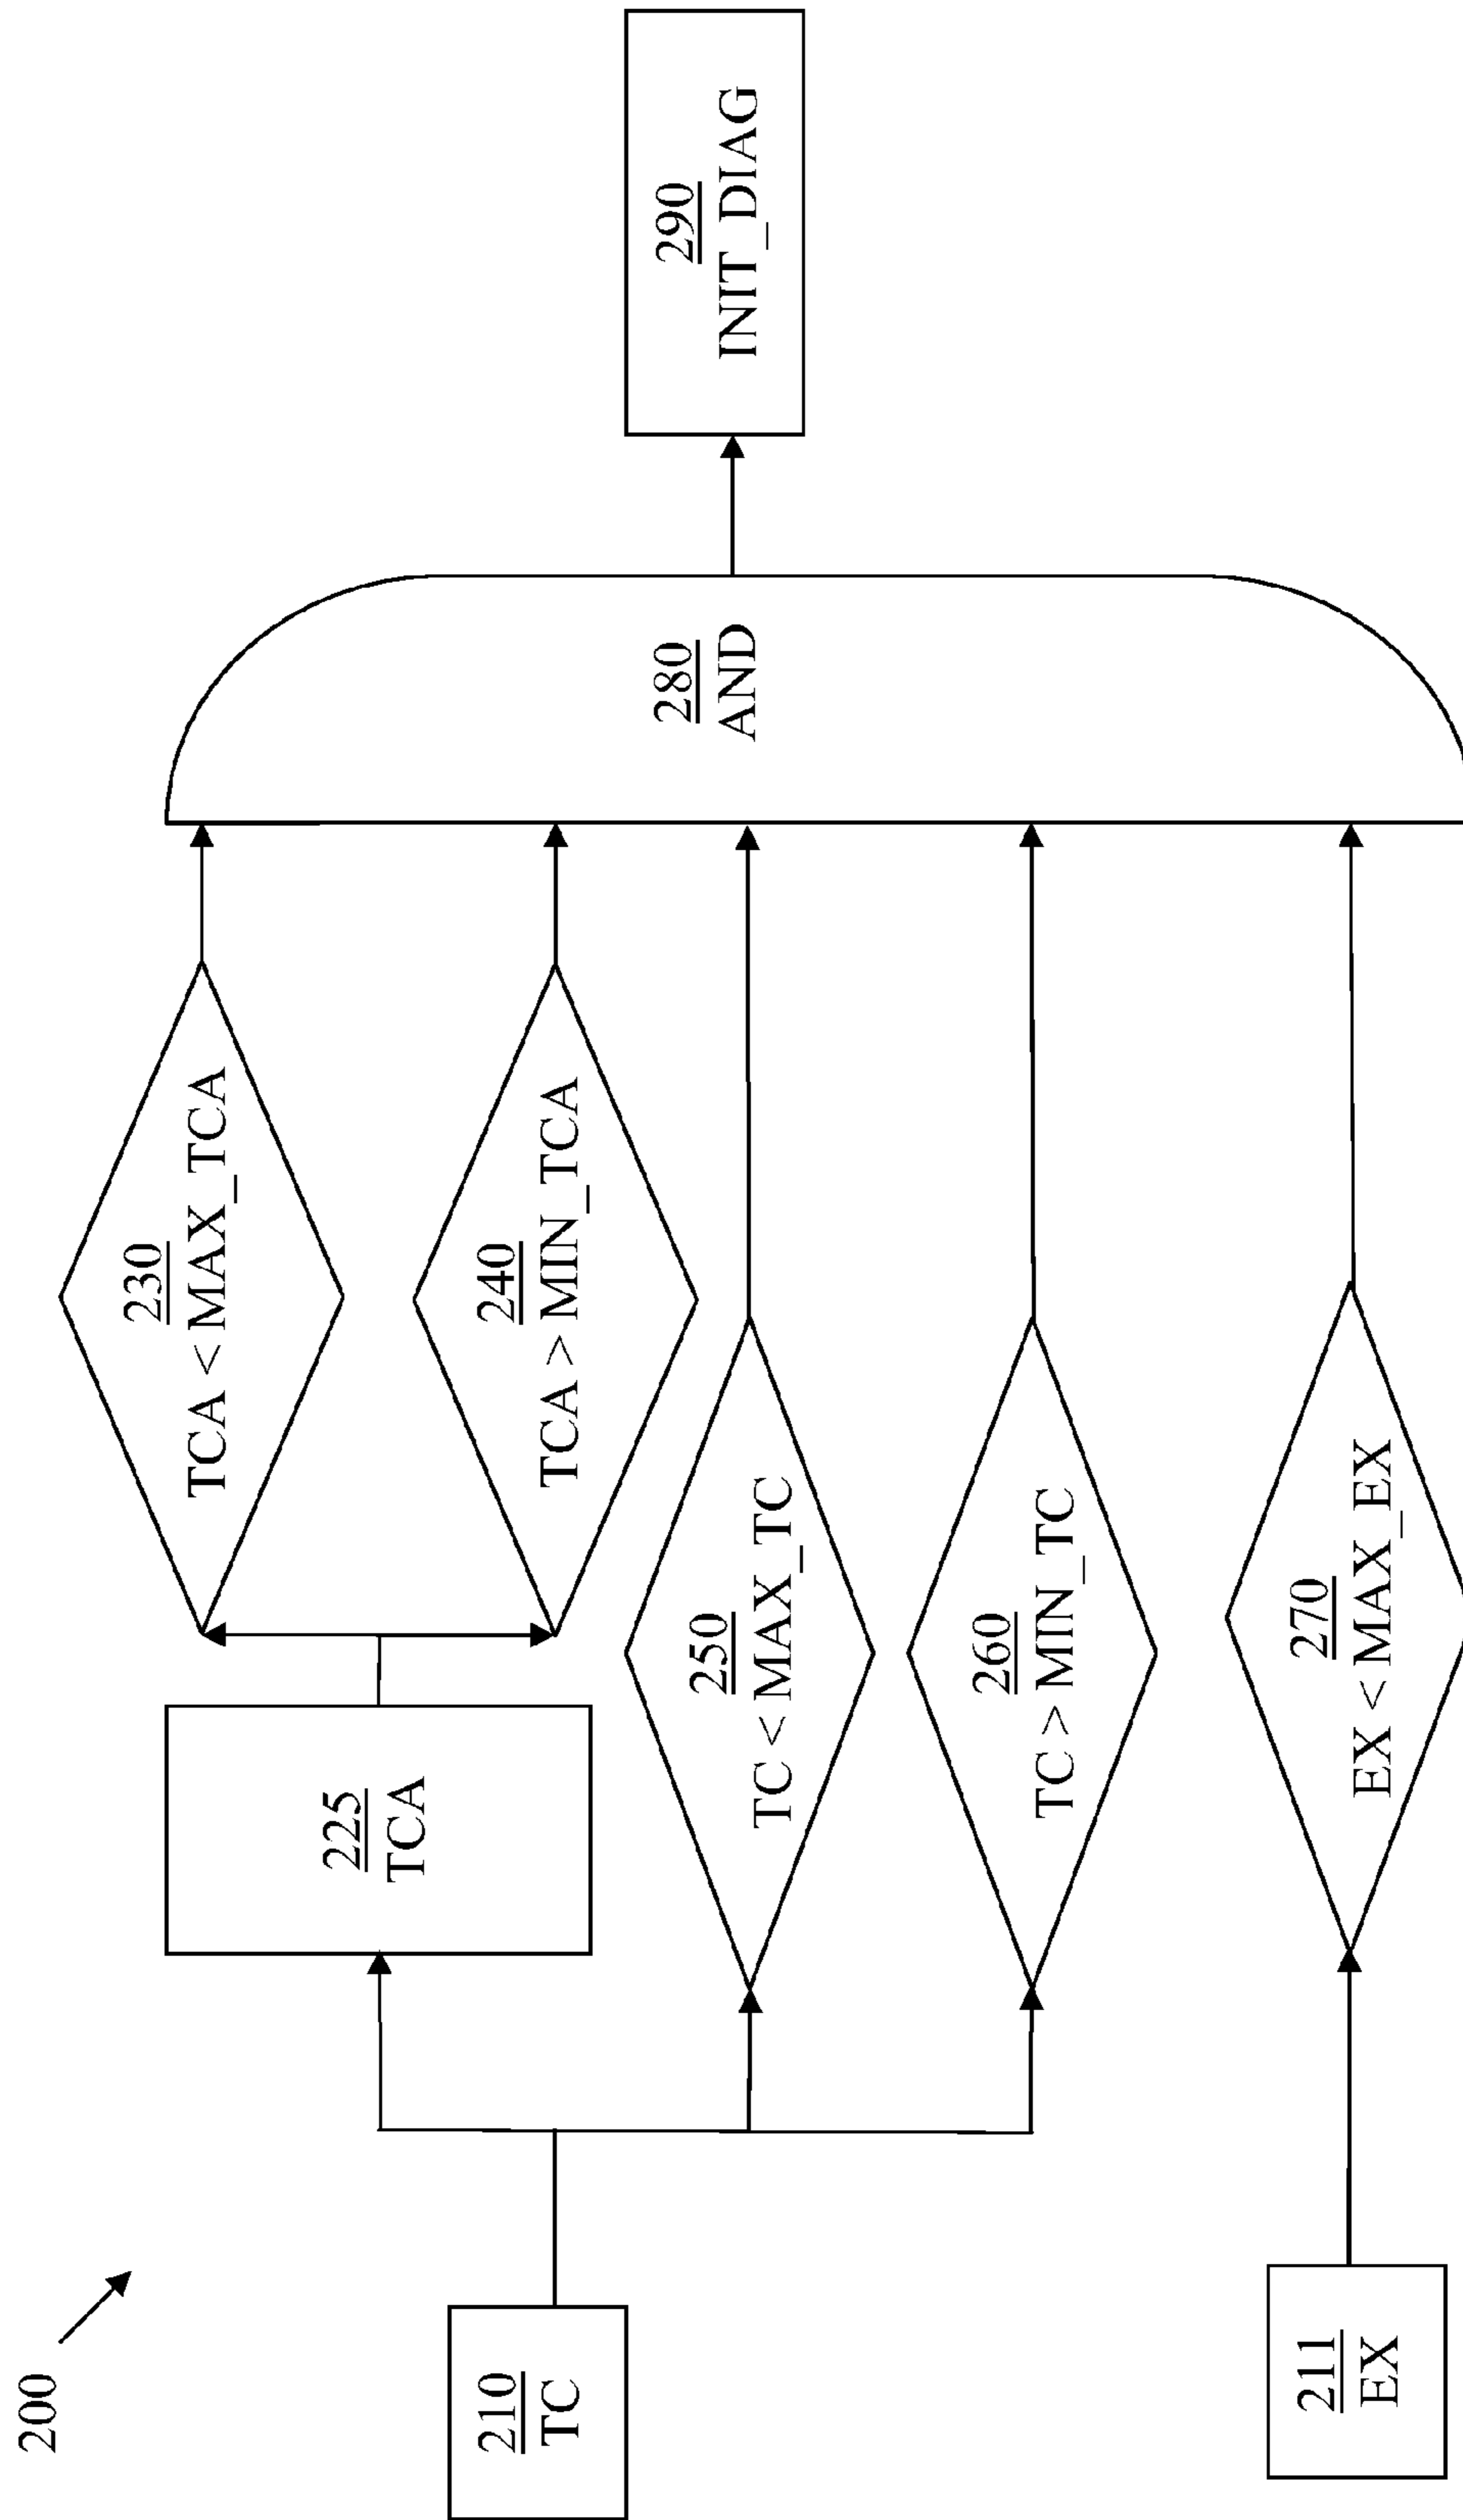 200
210
TC
211
EX
225
TCA
230
TCA < MAX_TCA
240
TCA > MIN_TCA
250
TC < MAX_TC
260
TC > MIN_TC
270
EX < MAX_EX
280
AND
290
INIT_DIAG